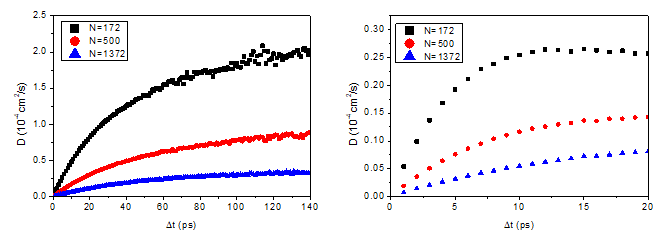 N=172
N=500
N=1372
2.5
2.0
1.5
1.0
0.5
0.0
D (10⁻⁴ cm²/s)
0 20 40 60 80 100 120 140
Δt (ps)
N=172
N=500
N=1372
0.30
0.25
0.20
0.15
0.10
0.05
0.00
D (10⁻⁴ cm²/s)
0 5 10 15 20
Δt (ps)